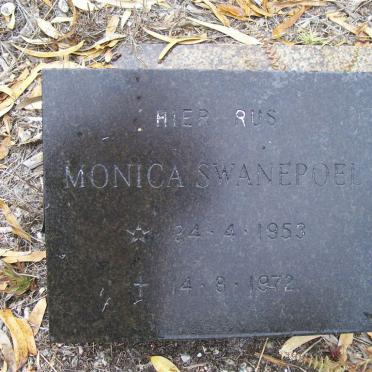 HIER RUS
MONICA SWANEPOEL
☆ 24·4·1953
† 14·8·1972